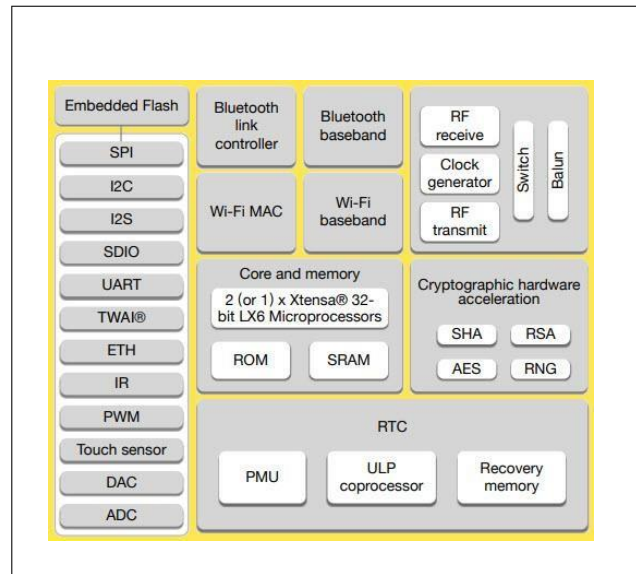 Embedded Flash
SPI
I2C
I2S
SDIO
UART
TWAI®
ETH
IR
PWM
Touch sensor
DAC
ADC
Bluetooth
link
controller
Bluetooth
baseband
Wi-Fi MAC
Wi-Fi
baseband
RF
receive
Clock
generator
RF
transmit
Switch
Balun
Core and memory
2 (or 1) x Xtensa® 32-
bit LX6 Microprocessors
ROM
SRAM
Cryptographic hardware
acceleration
SHA
RSA
AES
RNG
RTC
PMU
ULP
coprocessor
Recovery
memory